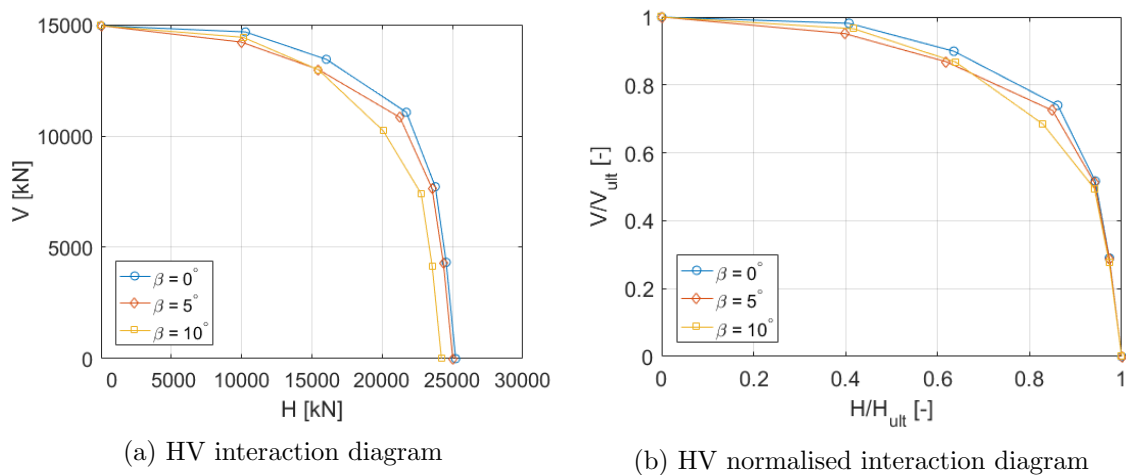 15000
10000
5000
0
V [kN]
0 5000 10000 15000 20000 25000 30000
H [kN]
β = 0°
β = 5°
β = 10°
(a) HV interaction diagram
1
0.8
0.6
0.4
0.2
0
V/V_ult [-]
0 0.2 0.4 0.6 0.8 1
H/H_ult [-]
β = 0°
β = 5°
β = 10°
(b) HV normalised interaction diagram